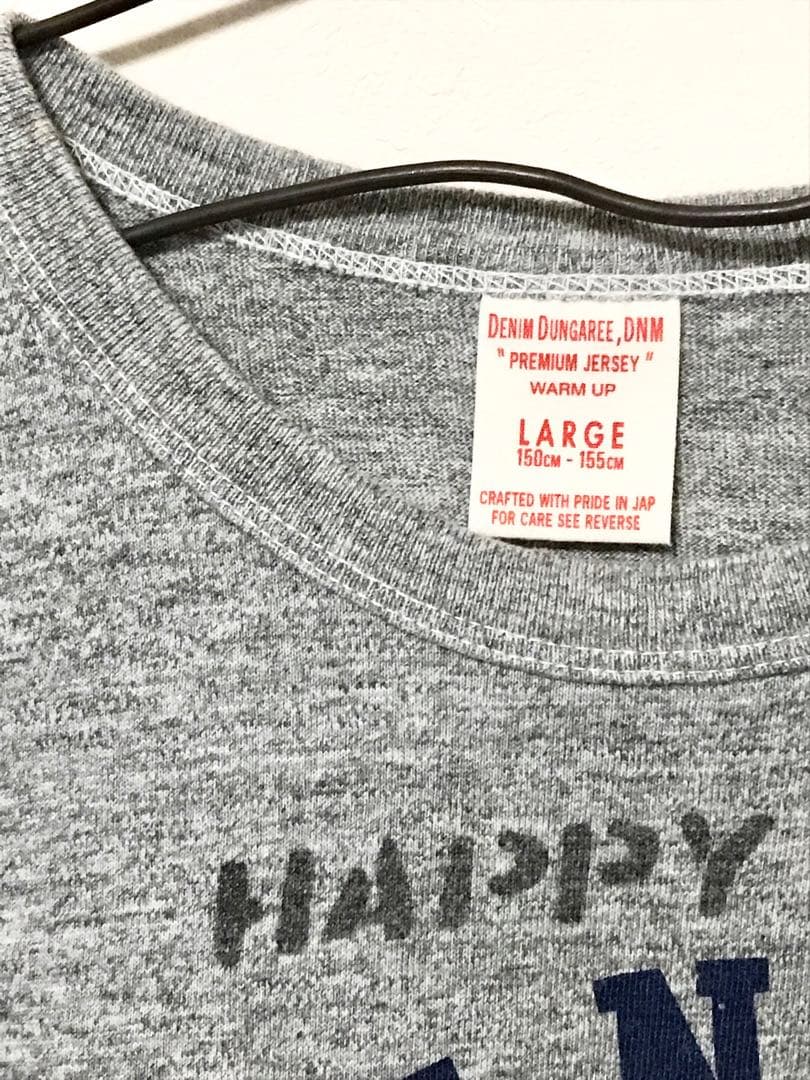 DENIM DUNGAREE,DNM
"PREMIUM JERSEY"
WARM UP
LARGE
150CM - 155CM
CRAFTED WITH PRIDE IN JAP
FOR CARE SEE REVERSE
HAPPY
N